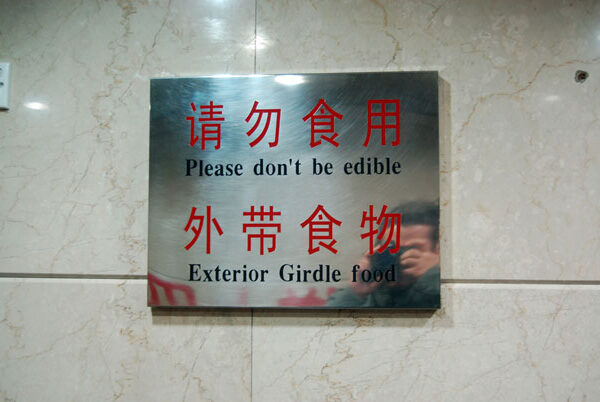 请勿食用
Please don't be edible
外带食物
Exterior Girdle food